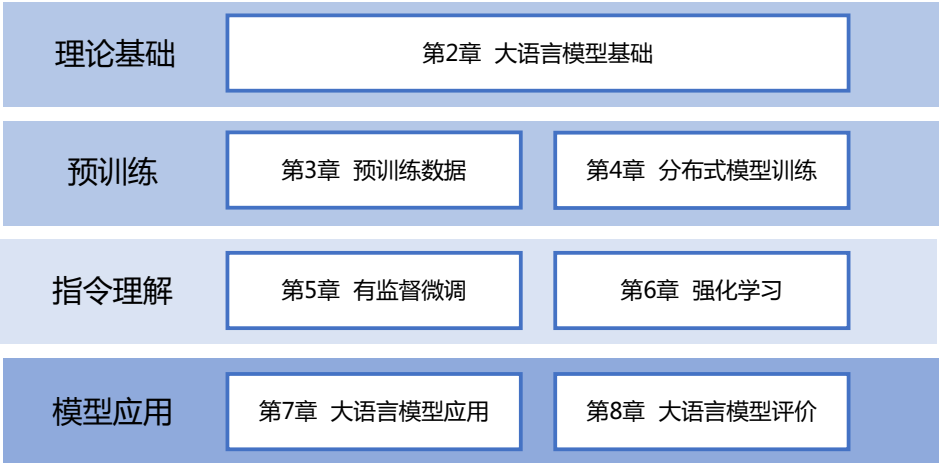 理论基础
第2章 大语言模型基础
预训练
第3章 预训练数据
第4章 分布式模型训练
指令理解
第5章 有监督微调
第6章 强化学习
模型应用
第7章 大语言模型应用
第8章 大语言模型评价